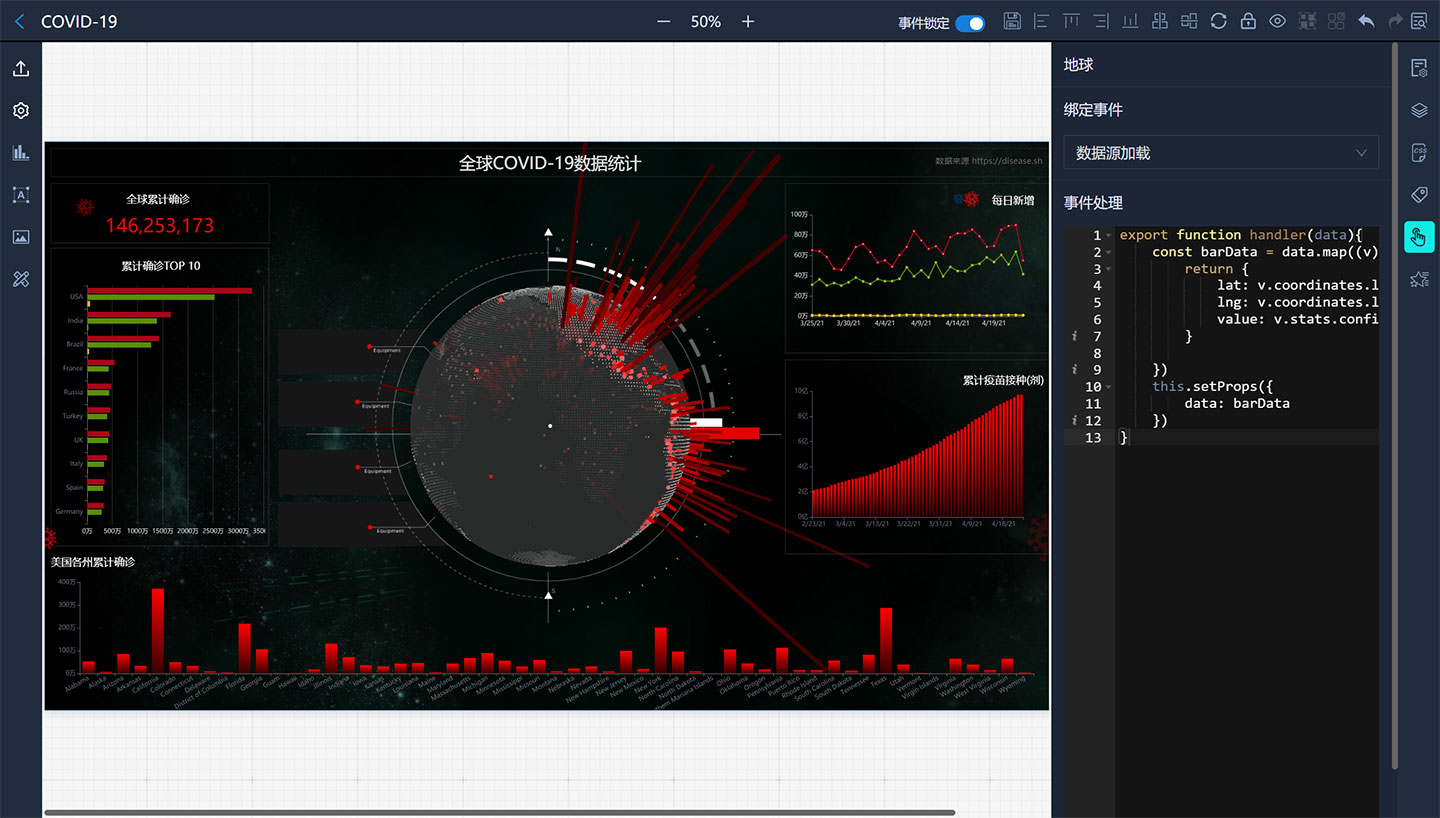 COVID-19
50%
事件锁定
地球
绑定事件
数据源加载
事件处理
1 export function handler(data){
2 const barData = data.map((v)
3 return {
4 lat: v.coordinates.l
5 lng: v.coordinates.l
6 value: v.stats.confi
7 }
8
9 })
10 this.setProps({
11 data: barData
12 })
13 }
全球COVID-19数据统计
数据来源 https://disease.sh
全球累计确诊
146,253,173
累计确诊TOP 10
USA
India
Brazil
France
Russia
Turkey
UK
Italy
Spain
Germany
0万 500万 1000万 1500万 2000万 2500万 3000万
N
Equipment
Equipment
Equipment
Equipment
S
每日新增
100万
80万
60万
40万
20万
0万
3/25/21 3/30/21 4/4/21 4/9/21 4/14/21 4/19/21
累计疫苗接种(剂)
10亿
8亿
6亿
4亿
2亿
0亿
2/23/21 3/4/21 3/13/21 3/22/21 3/31/21 4/9/21 4/18/21
美国各州累计确诊
400万
300万
200万
100万
0万
Alabama Alaska Arizona Arkansas California Colorado Connecticut Delaware District of Columbia Florida Georgia Guam Hawaii Idaho Illinois Indiana Iowa Kansas Kentucky Louisiana Maine Maryland Massachusetts Michigan Minnesota Mississippi Missouri Montana Nebraska Nevada New Hampshire New Jersey New Mexico New York North Carolina North Dakota Northern Mariana Islands Ohio Oklahoma Oregon Pennsylvania Puerto Rico Rhode Island South Carolina South Dakota Tennessee Texas Utah Vermont Virgin Islands Virginia Washington West Virginia Wisconsin Wyoming